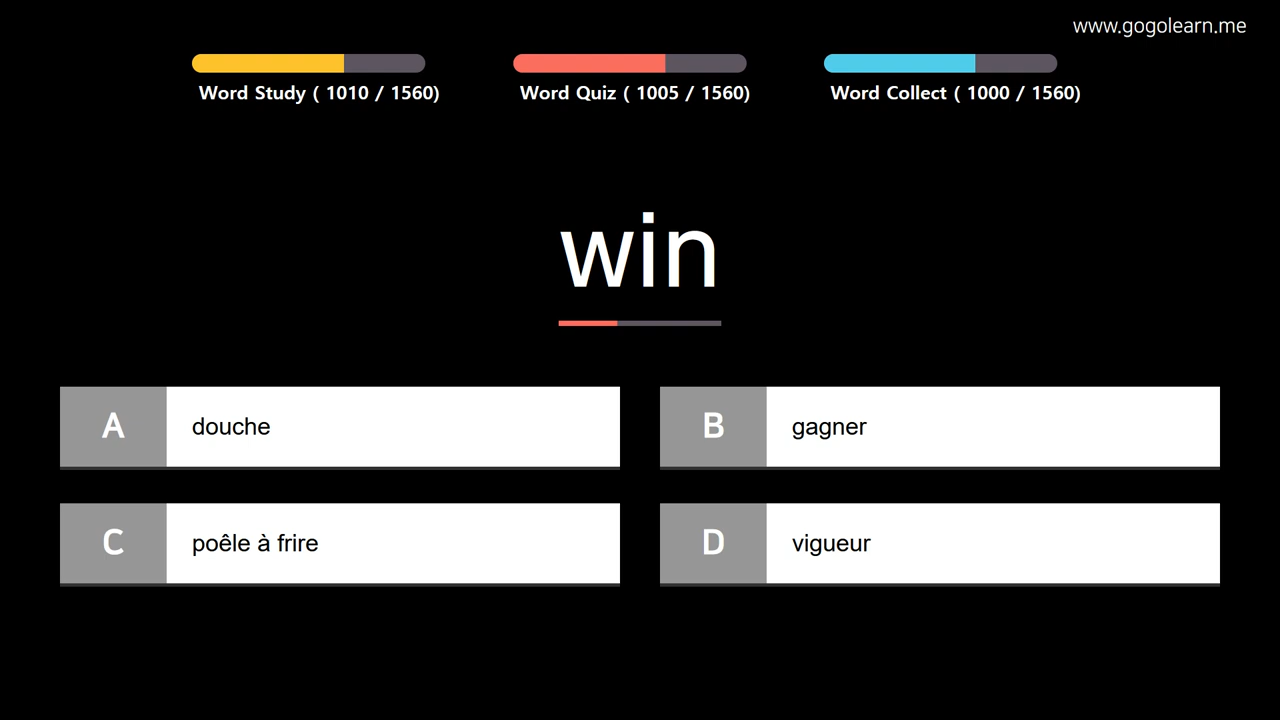 www.gogolearn.me
Word Study ( 1010 / 1560)
Word Quiz ( 1005 / 1560)
Word Collect ( 1000 / 1560)
win
A douche
B gagner
C poêle à frire
D vigueur